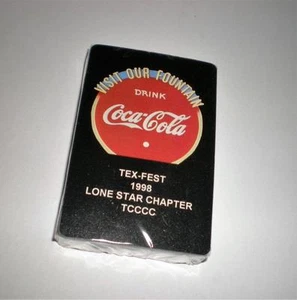 VISIT OUR FOUNTAIN
DRINK
Coca-Cola
TEX-FEST
1998
LONE STAR CHAPTER
TCCCC